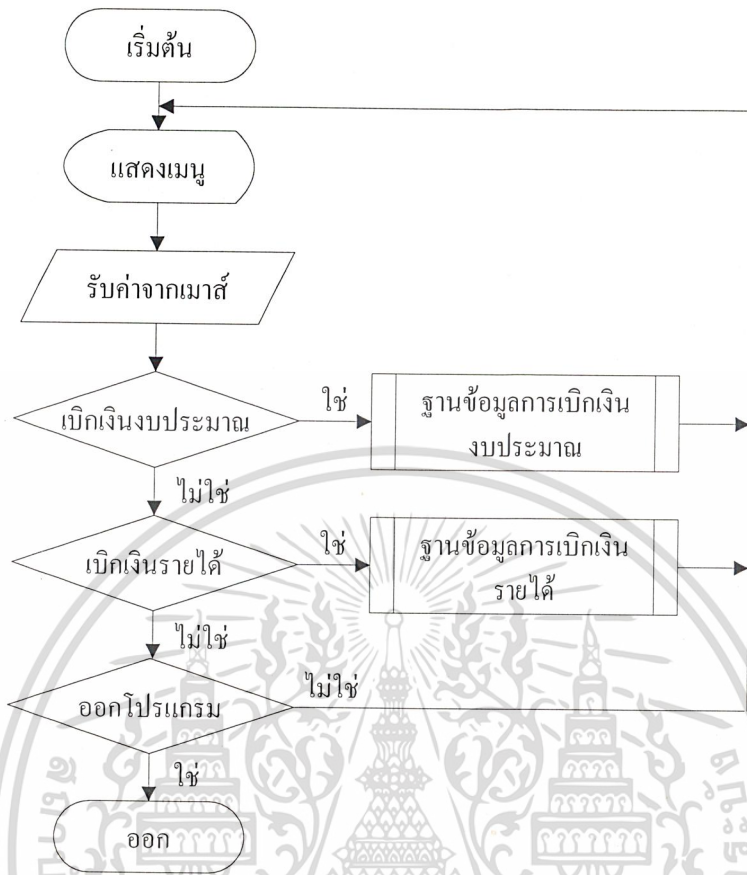 เริ่มต้น
แสดงเมนู
รับค่าจากเมาส์
เบิกเงินงบประมาณ
ใช่
ฐานข้อมูลการเบิกเงิน
งบประมาณ
ไม่ใช่
เบิกเงินรายได้
ใช่
ฐานข้อมูลการเบิกเงิน
รายได้
ไม่ใช่
ออกโปรแกรม
ไม่ใช่
ใช่
ออก